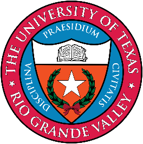 THE UNIVERSITY OF TEXAS
RIO GRANDE VALLEY
PRAESIDIUM
CIVITATIS
DISCIPLINA